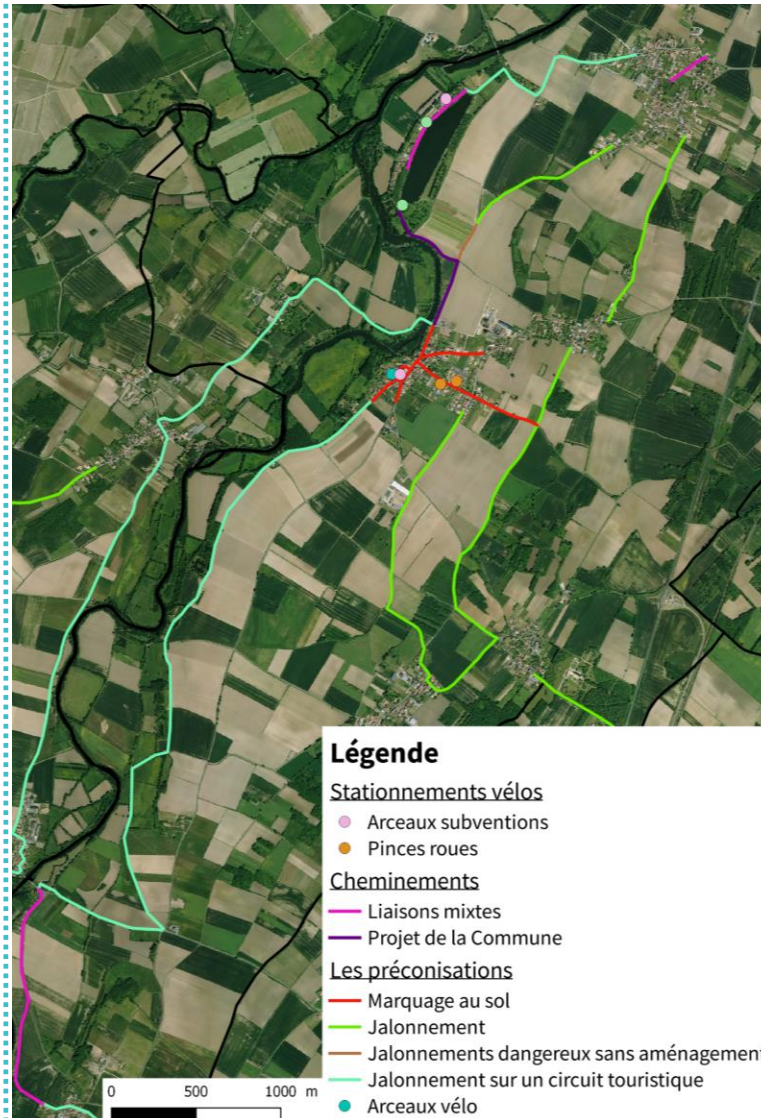 Légende
Stationnements vélos
Arceaux subventions
Pinces roues
Cheminements
Liaisons mixtes
Projet de la Commune
Les préconisations
Marquage au sol
Jalonnement
Jalonnements dangereux sans aménagement
Jalonnement sur un circuit touristique
Arceaux vélo
0 500 1000 m